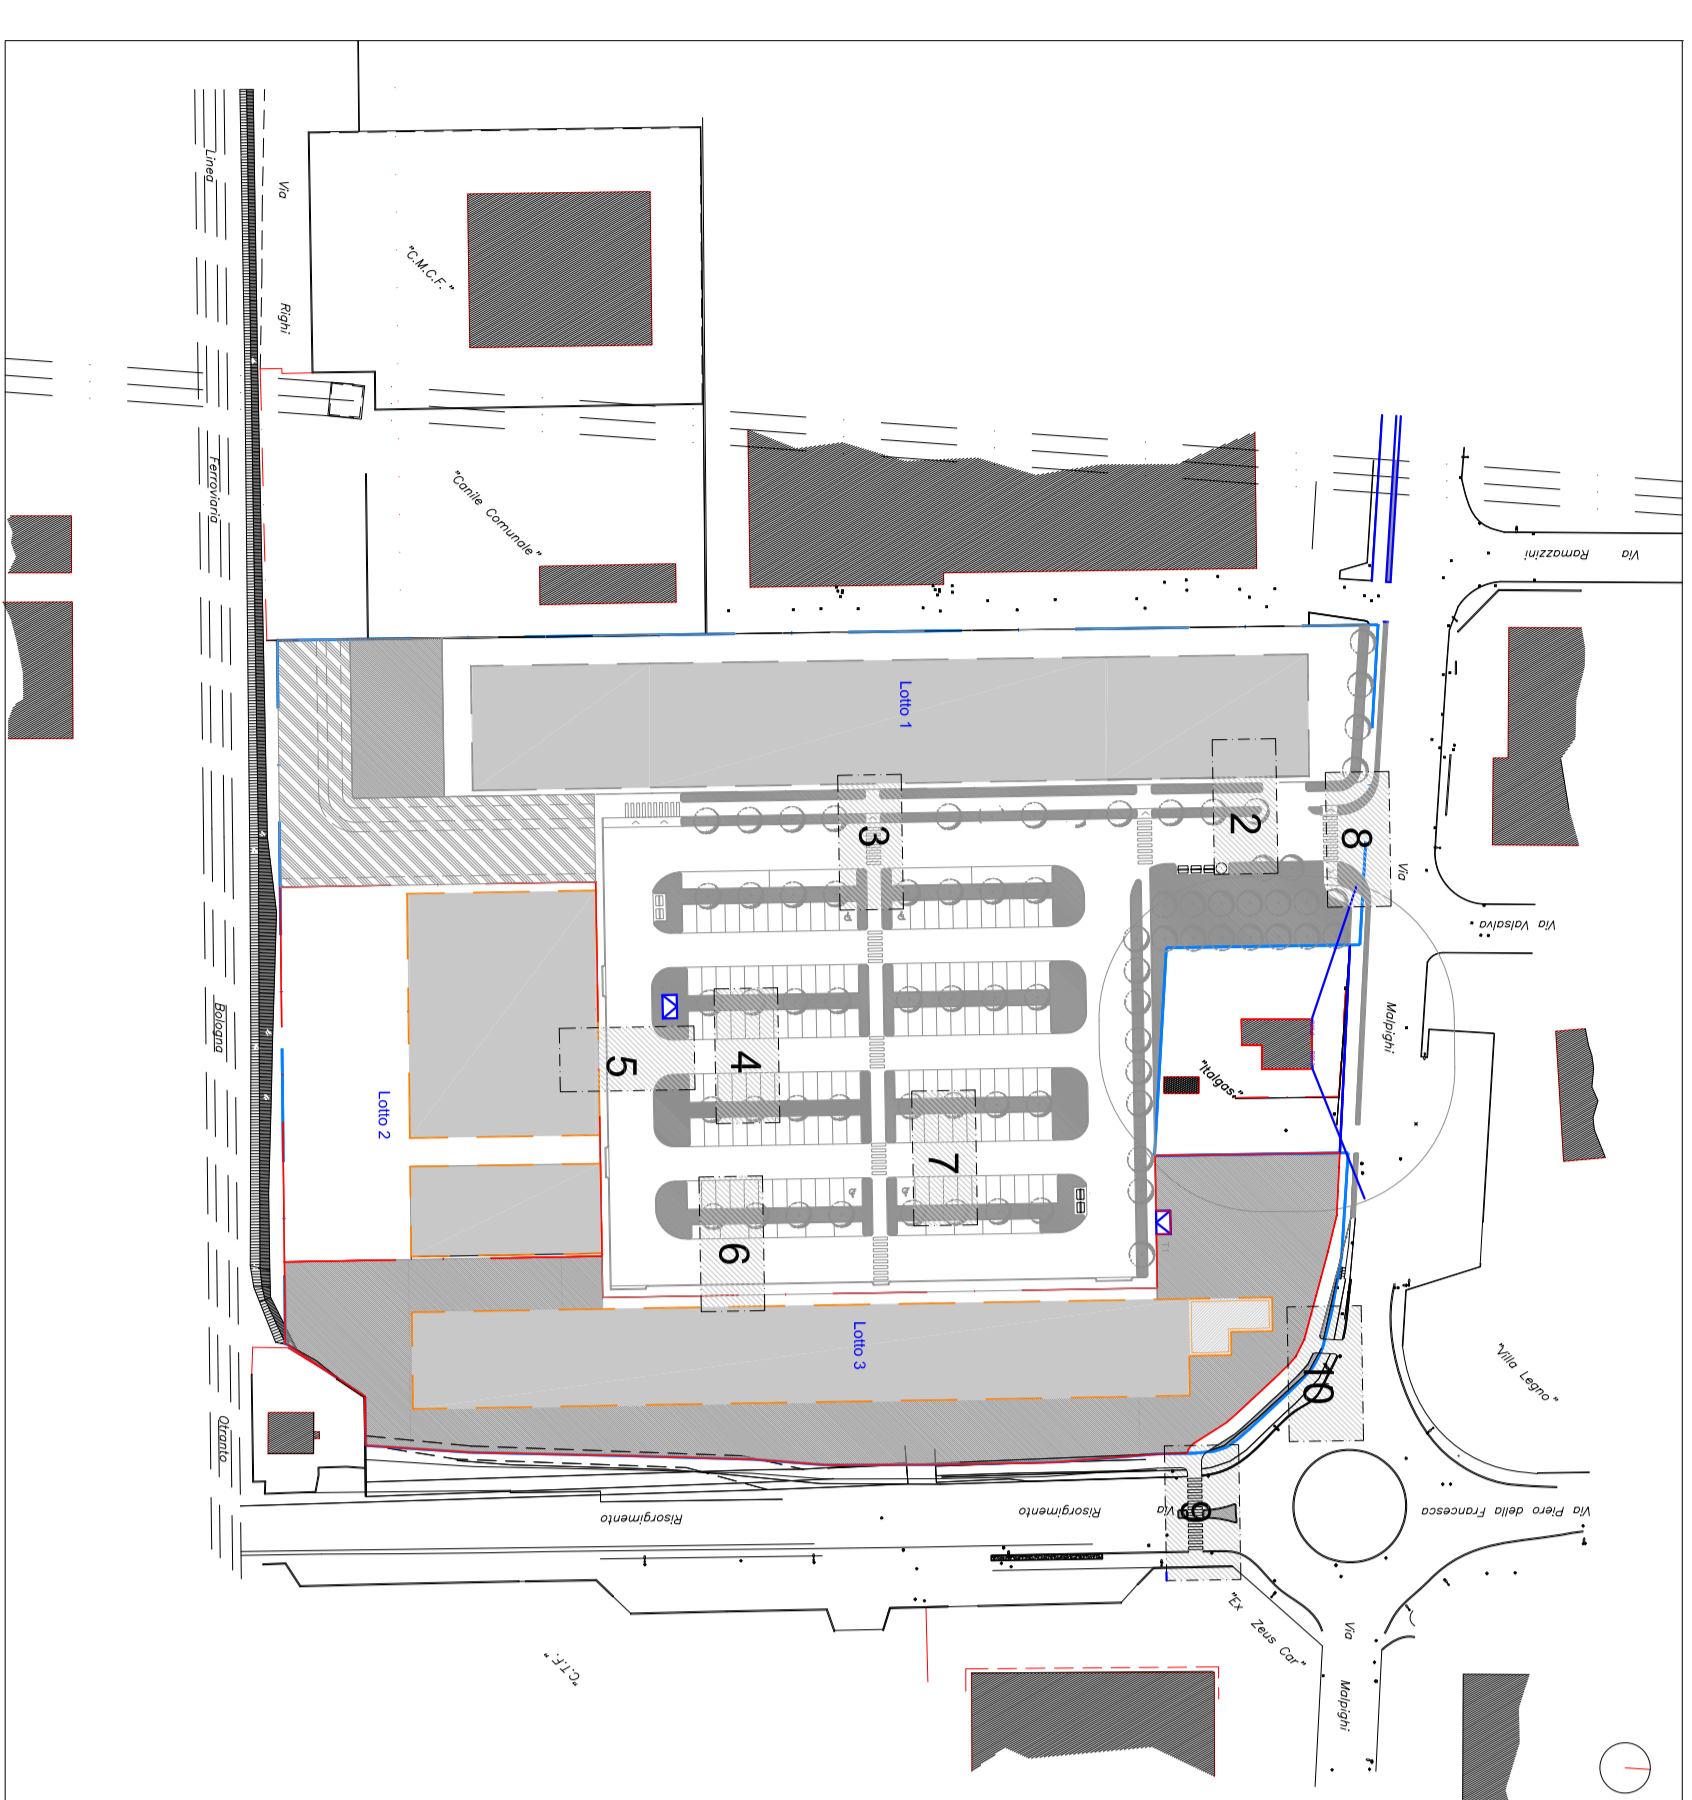 Linea
Ferroviaria
Bologna
Otranto
Via
Righi
"C.M.C.F."
"Canile Comunale"
Via Ramazzini
Lotto 1
2
3
8
Via
Malpighi
Via Valsalva
4
5
6
7
"Italgas"
Lotto 2
Lotto 3
10
"Villa Legno"
Via Piero della Francesca
9
Via
Risorgimento
Risorgimento
"Ex Zeus Car"
Via
Malpighi
"C.T.F."